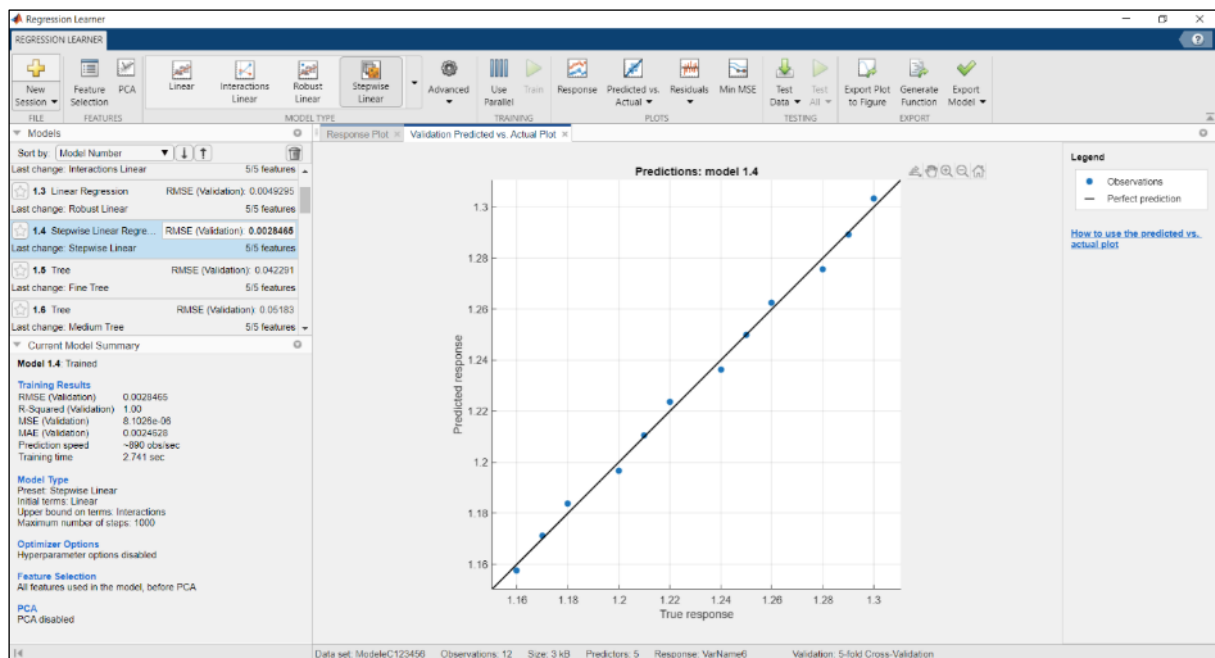 Regression Learner
REGRESSION LEARNER
New
Session
Feature
Selection
PCA
Linear
Interactions
Linear
Robust
Linear
Stepwise
Linear
Advanced
Use
Parallel
Train
Response
Predicted vs.
Actual
Residuals
Min MSE
Test
Data
Test
All
Export Plot
to Figure
Generate
Function
Export
Model
FILE
FEATURES
MODEL TYPE
TRAINING
PLOTS
TESTING
EXPORT
Models
Sort by: Model Number
Last change: Interactions Linear 5/5 features
1.3 Linear Regression RMSE (Validation): 0.0049295
Last change: Robust Linear 5/5 features
1.4 Stepwise Linear Regre... RMSE (Validation): 0.0028465
Last change: Stepwise Linear 5/5 features
1.5 Tree RMSE (Validation): 0.042291
Last change: Fine Tree 5/5 features
1.6 Tree RMSE (Validation): 0.05183
Last change: Medium Tree 5/5 features
Current Model Summary
Model 1.4: Trained
Training Results
RMSE (Validation) 0.0028465
R-Squared (Validation) 1.00
MSE (Validation) 8.1026e-06
MAE (Validation) 0.0024628
Prediction speed ~890 obs/sec
Training time 2.741 sec
Model Type
Preset: Stepwise Linear
Initial terms: Linear
Upper bound on terms: Interactions
Maximum number of steps: 1000
Optimizer Options
Hyperparameter options disabled
Feature Selection
All features used in the model, before PCA
PCA
PCA disabled
Response Plot
Validation Predicted vs. Actual Plot
Predictions: model 1.4
1.3
1.28
1.26
1.24
1.22
1.2
1.18
1.16
Predicted response
1.16 1.18 1.2 1.22 1.24 1.26 1.28 1.3
True response
Legend
Observations
Perfect prediction
How to use the predicted vs.
actual plot
Data set: ModeleC123456 Observations: 12 Size: 3 kB Predictors: 5 Response: VarName6 Validation: 5-fold Cross-Validation